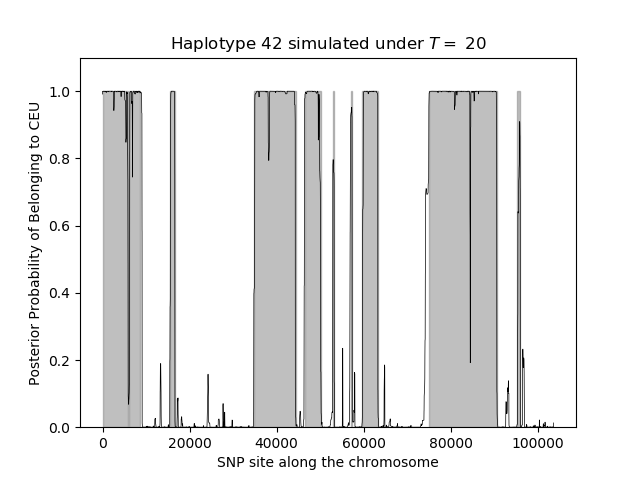 Haplotype 42 simulated under T = 20
Posterior Probability of Belonging to CEU
1.0
0.8
0.6
0.4
0.2
0.0
0 20000 40000 60000 80000 100000
SNP site along the chromosome